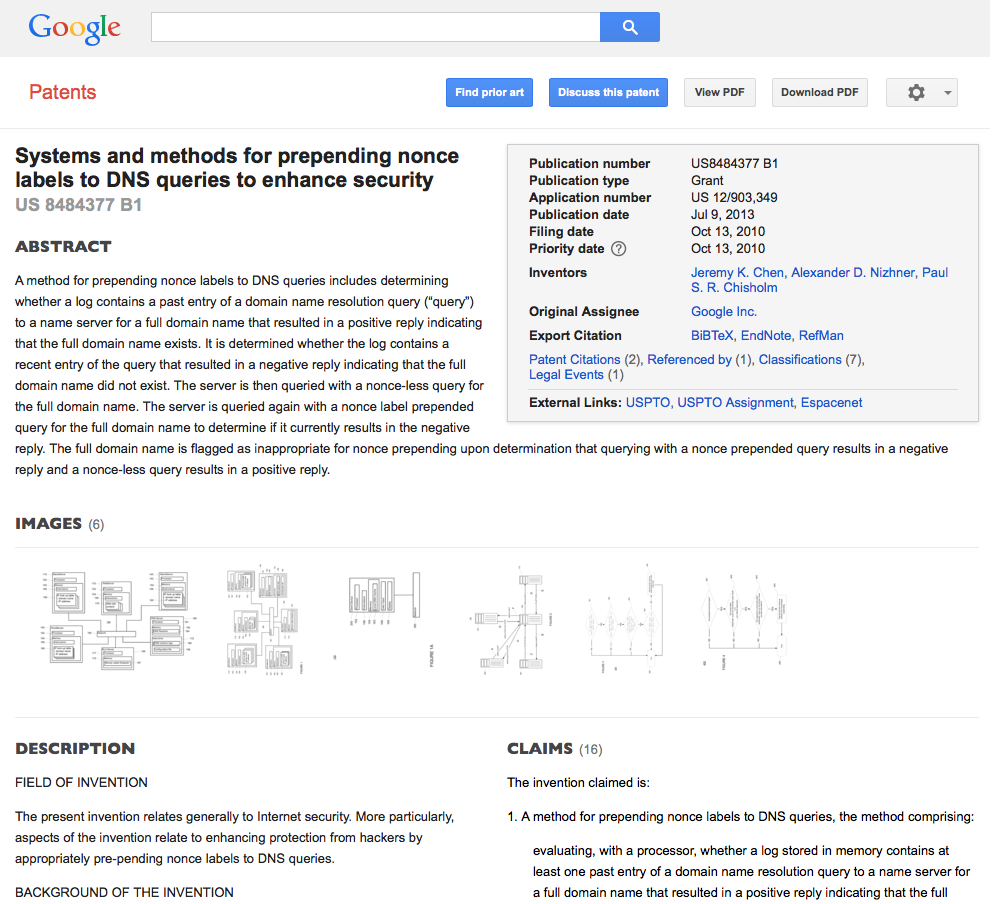 Google
Patents
Find prior art
Discuss this patent
View PDF
Download PDF
Systems and methods for prepending nonce
labels to DNS queries to enhance security
US 8484377 B1
Publication number US8484377 B1
Publication type Grant
Application number US 12/903,349
Publication date Jul 9, 2013
Filing date Oct 13, 2010
Priority date ? Oct 13, 2010
Inventors Jeremy K. Chen, Alexander D. Nizhner, Paul
S. R. Chisholm
Original Assignee Google Inc.
Export Citation BiBTeX, EndNote, RefMan
Patent Citations (2), Referenced by (1), Classifications (7),
Legal Events (1)
External Links: USPTO, USPTO Assignment, Espacenet
ABSTRACT
A method for prepending nonce labels to DNS queries includes determining
whether a log contains a past entry of a domain name resolution query (“query”)
to a name server for a full domain name that resulted in a positive reply indicating
that the full domain name exists. It is determined whether the log contains a
recent entry of the query that resulted in a negative reply indicating that the full
domain name did not exist. The server is then queried with a nonce-less query for
the full domain name. The server is queried again with a nonce label prepended
query for the full domain name to determine if it currently results in the negative
reply. The full domain name is flagged as inappropriate for nonce prepending upon determination that querying with a nonce prepended query results in a negative
reply and a nonce-less query results in a positive reply.
IMAGES (6)
FIGURE 1A
DESCRIPTION
FIELD OF INVENTION
The present invention relates generally to Internet security. More particularly,
aspects of the invention relate to enhancing protection from hackers by
appropriately pre-pending nonce labels to DNS queries.
BACKGROUND OF THE INVENTION
CLAIMS (16)
The invention claimed is:
1. A method for prepending nonce labels to DNS queries, the method comprising:
evaluating, with a processor, whether a log stored in memory contains at
least one past entry of a domain name resolution query to a name server for
a full domain name that resulted in a positive reply indicating that the full